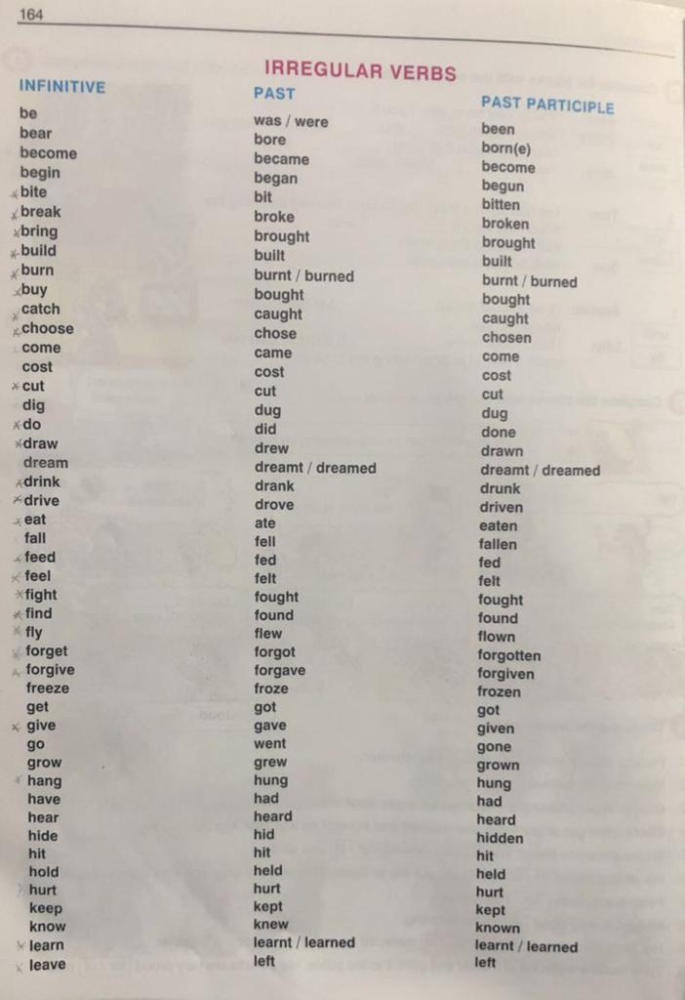 164
IRREGULAR VERBS
INFINITIVE PAST PAST PARTICIPLE
be was / were been
bear bore born(e)
become became become
begin began begun
bite bit bitten
break broke broken
bring brought brought
build built built
burn burnt / burned burnt / burned
buy bought bought
catch caught caught
choose chose chosen
come came come
cost cost cost
cut cut cut
dig dug dug
do did done
draw drew drawn
dream dreamt / dreamed dreamt / dreamed
drink drank drunk
drive drove driven
eat ate eaten
fall fell fallen
feed fed fed
feel felt felt
fight fought fought
find found found
fly flew flown
forget forgot forgotten
forgive forgave forgiven
freeze froze frozen
get got got
give gave given
go went gone
grow grew grown
hang hung hung
have had had
hear heard heard
hide hid hidden
hit hit hit
hold held held
hurt hurt hurt
keep kept kept
know knew known
learn learnt / learned learnt / learned
leave left left